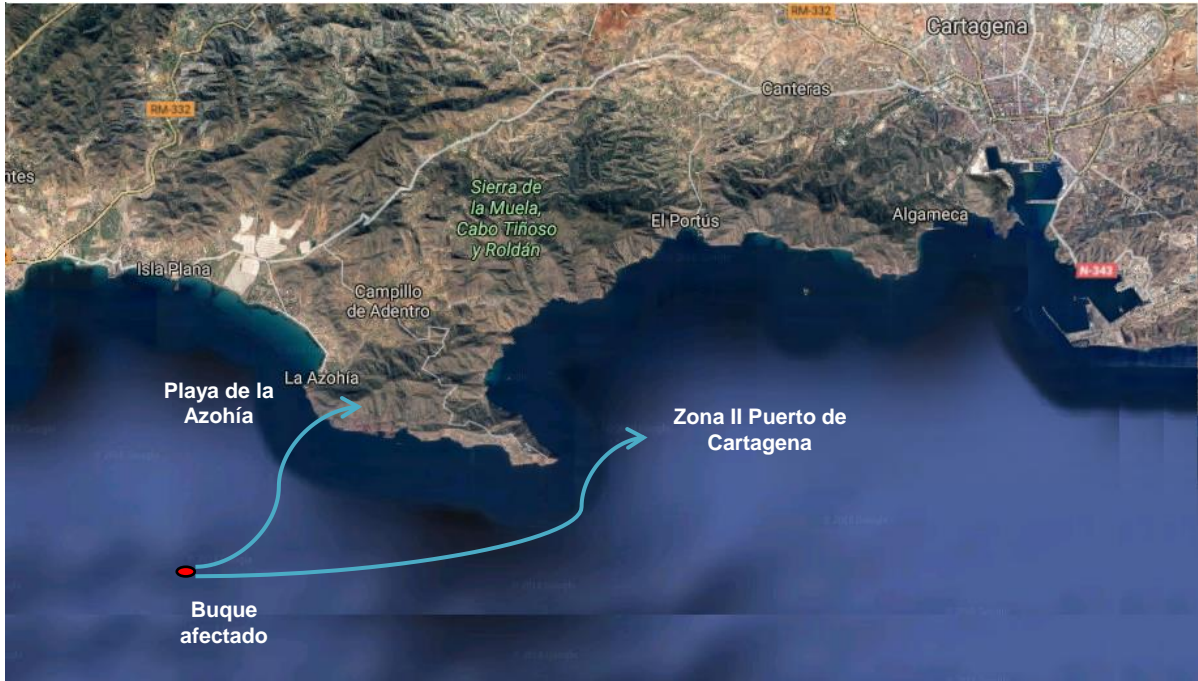 RM-332
Cartagena
Canteras
RM-332
ntes
Sierra de
la Muela,
Cabo Tiñoso
y Roldán
El Portús
Algameca
Isla Plana
N-343
Campillo
de Adentro
La Azohía
Playa de la
Azohía
Zona II Puerto de
Cartagena
Buque
afectado